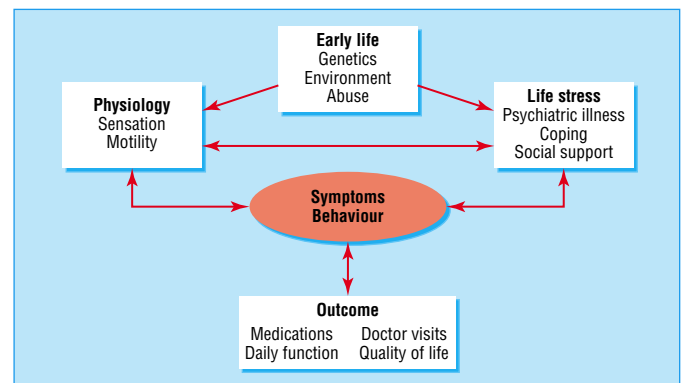 Early life
Genetics
Environment
Abuse
Physiology
Sensation
Motility
Life stress
Psychiatric illness
Coping
Social support
Symptoms
Behaviour
Outcome
Medications Doctor visits
Daily function Quality of life